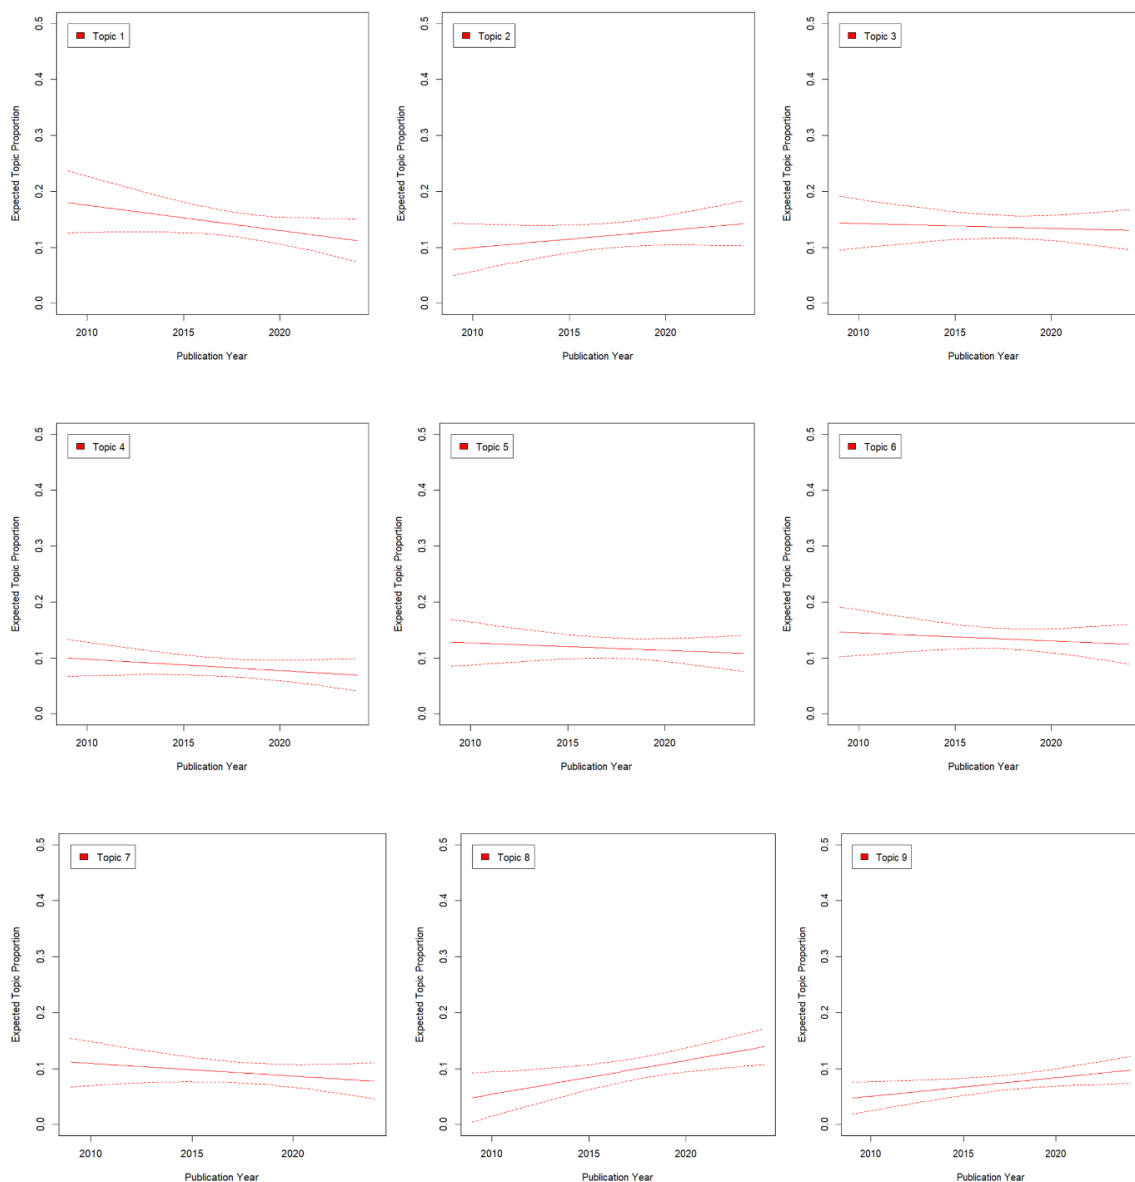 Topic 1
Expected Topic Proportion
0.0 0.1 0.2 0.3 0.4 0.5
2010 2015 2020
Publication Year
Topic 2
Expected Topic Proportion
0.0 0.1 0.2 0.3 0.4 0.5
2010 2015 2020
Publication Year
Topic 3
Expected Topic Proportion
0.0 0.1 0.2 0.3 0.4 0.5
2010 2015 2020
Publication Year
Topic 4
Expected Topic Proportion
0.0 0.1 0.2 0.3 0.4 0.5
2010 2015 2020
Publication Year
Topic 5
Expected Topic Proportion
0.0 0.1 0.2 0.3 0.4 0.5
2010 2015 2020
Publication Year
Topic 6
Expected Topic Proportion
0.0 0.1 0.2 0.3 0.4 0.5
2010 2015 2020
Publication Year
Topic 7
Expected Topic Proportion
0.0 0.1 0.2 0.3 0.4 0.5
2010 2015 2020
Publication Year
Topic 8
Expected Topic Proportion
0.0 0.1 0.2 0.3 0.4 0.5
2010 2015 2020
Publication Year
Topic 9
Expected Topic Proportion
0.0 0.1 0.2 0.3 0.4 0.5
2010 2015 2020
Publication Year